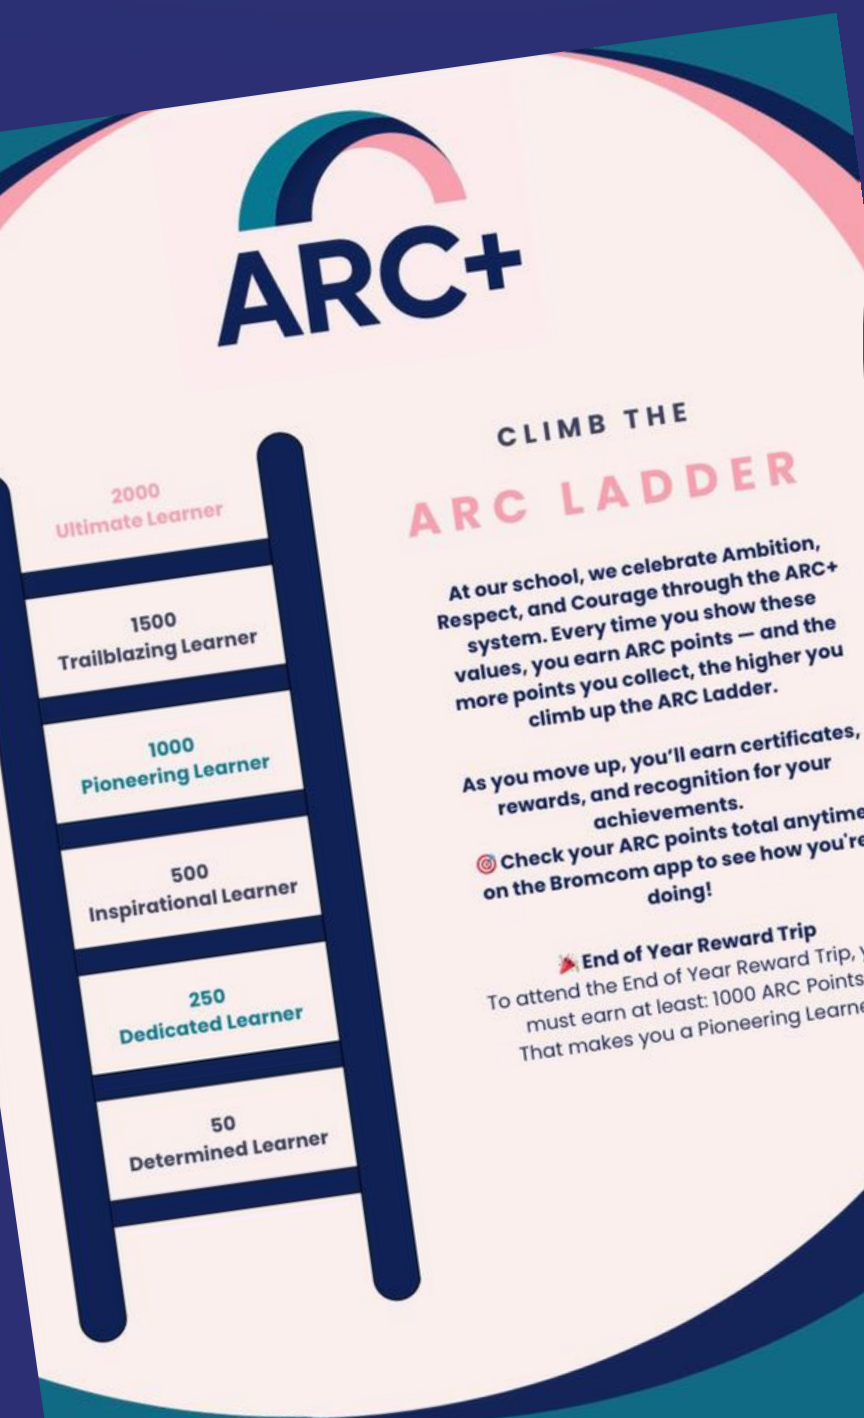 ARC+
2000
Ultimate Learner
1500
Trailblazing Learner
1000
Pioneering Learner
500
Inspirational Learner
250
Dedicated Learner
50
Determined Learner
CLIMB THE
ARC LADDER
At our school, we celebrate Ambition,
Respect, and Courage through the ARC+
system. Every time you show these
values, you earn ARC points — and the
more points you collect, the higher you
climb up the ARC Ladder.
As you move up, you'll earn certificates,
rewards, and recognition for your
achievements.
🎯 Check your ARC points total anytime
on the Bromcom app to see how you're
doing!
🎉 End of Year Reward Trip
To attend the End of Year Reward Trip,
must earn at least: 1000 ARC Points
That makes you a Pioneering